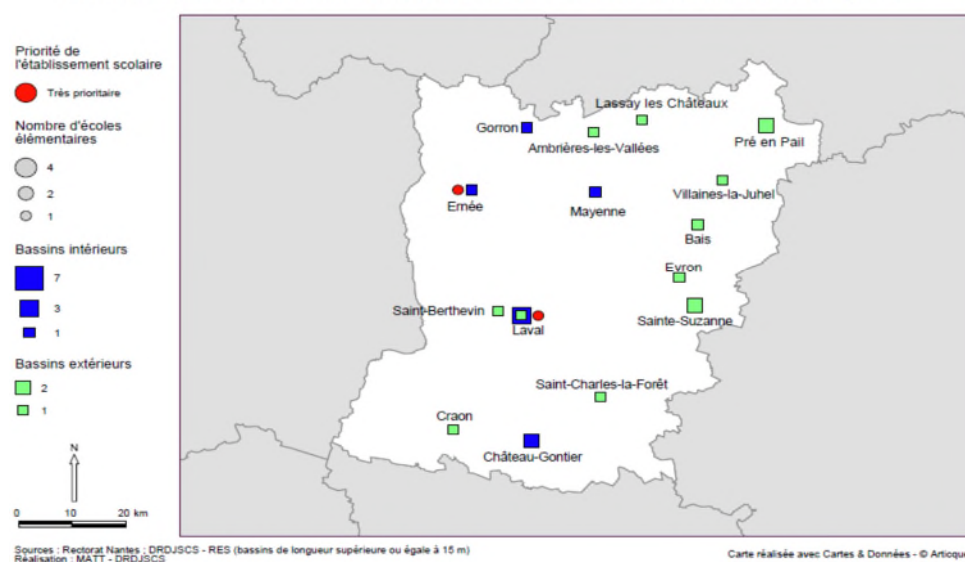 Priorité de
l'établissement scolaire
Très prioritaire
Nombre d'écoles
élémentaires
4
2
1
Bassins intérieurs
7
3
1
Bassins extérieurs
2
1
N
0 10 20 km
Lassay les Châteaux
Gorron
Ambrières-les-Vallées
Pré en Pail
Villaines-la-Juhel
Ernée
Mayenne
Bais
Evron
Saint-Berthevin
Laval
Sainte-Suzanne
Saint-Charles-la-Forêt
Craon
Château-Gontier
Sources : Rectorat Nantes ; DRDJSCS - RES (bassins de longueur supérieure ou égale à 15 m)
Réalisation : MATT - DRDJSCS
Carte réalisée avec Cartes & Données - © Articque